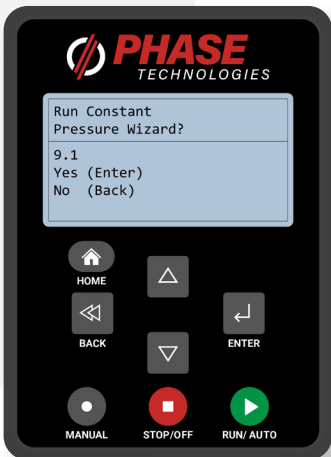 PHASE
TECHNOLOGIES
Run Constant
Pressure Wizard?
9.1
Yes (Enter)
No (Back)
HOME
BACK
ENTER
MANUAL
STOP/OFF
RUN/ AUTO